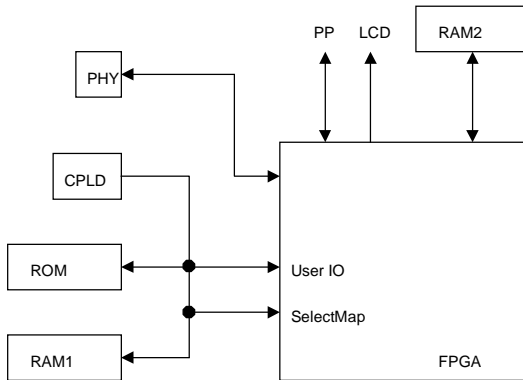 PP
LCD
RAM2
PHY
CPLD
ROM
User IO
SelectMap
RAM1
FPGA